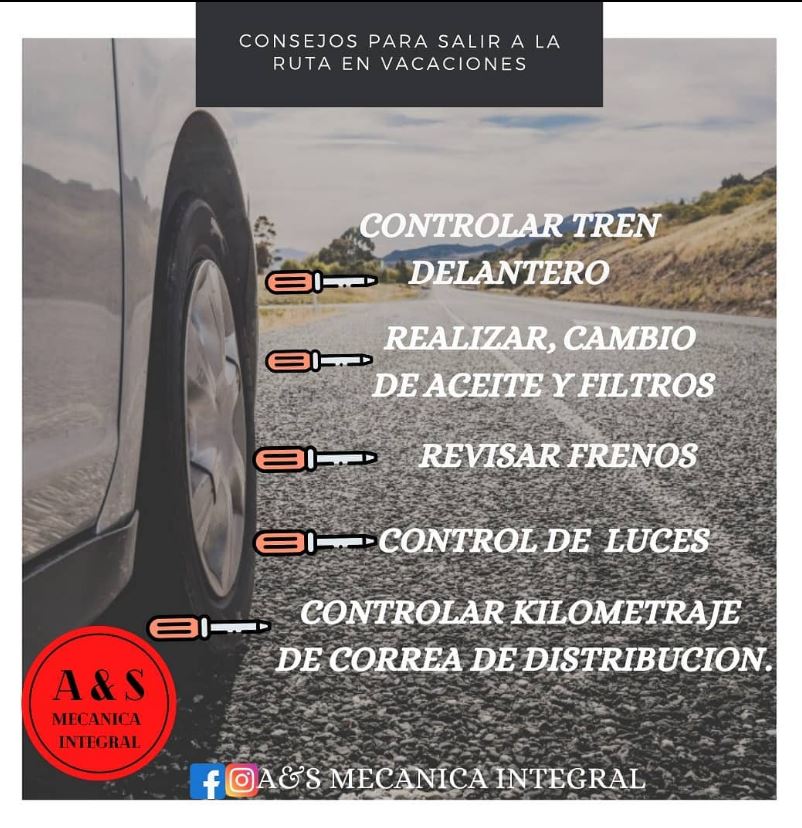 CONSEJOS PARA SALIR A LA
RUTA EN VACACIONES
CONTROLAR TREN
DELANTERO
REALIZAR, CAMBIO
DE ACEITE Y FILTROS
REVISAR FRENOS
CONTROL DE LUCES
CONTROLAR KILOMETRAJE
DE CORREA DE DISTRIBUCION.
A & S
MECANICA
INTEGRAL
A&S MECANICA INTEGRAL